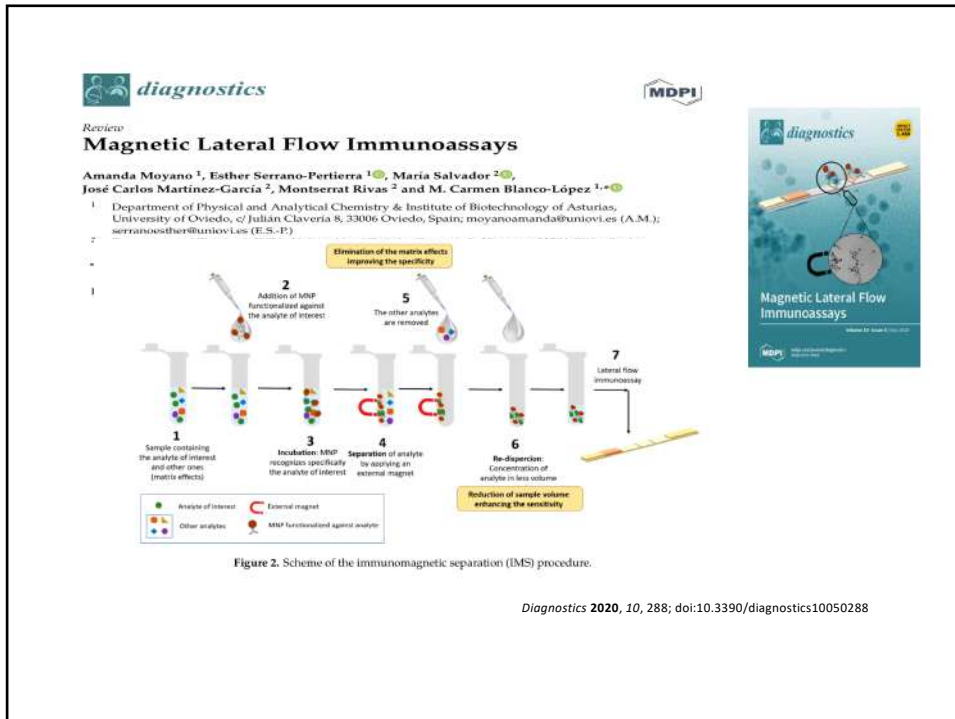 diagnostics
MDPI
Review
Magnetic Lateral Flow Immunoassays
Amanda Moyano 1, Esther Serrano-Pertierra 1, María Salvador 2,
José Carlos Martínez-García 2, Montserrat Rivas 2 and M. Carmen Blanco-López 1,*
1 Department of Physical and Analytical Chemistry & Institute of Biotechnology of Asturias,
University of Oviedo, c/ Julián Clavería 8, 33006 Oviedo, Spain; moyanoamanda@uniovi.es (A.M.);
serranoesther@uniovi.es (E.S.-P.)
Elimination of the matrix effects
improving the specificity
2
Addition of MNP
functionalized against
the analyte of interest
5
The other analytes
are removed
7
Lateral flow
immunoassay
1
Sample containing
the analyte of interest
and other ones
(matrix effects)
3
Incubation: MNP
recognizes specifically
the analyte of interest
4
Separation of analyte
by applying an
external magnet
6
Re-dispercion:
Concentration of
analyte in less volume
Reduction of sample volume
enhancing the sensitivity
Analyte of interest
External magnet
Other analytes
MNP functionalized against analyte
Figure 2. Scheme of the immunomagnetic separation (IMS) procedure.
diagnostics
Magnetic Lateral Flow
Immunoassays
MDPI
Diagnostics 2020, 10, 288; doi:10.3390/diagnostics10050288